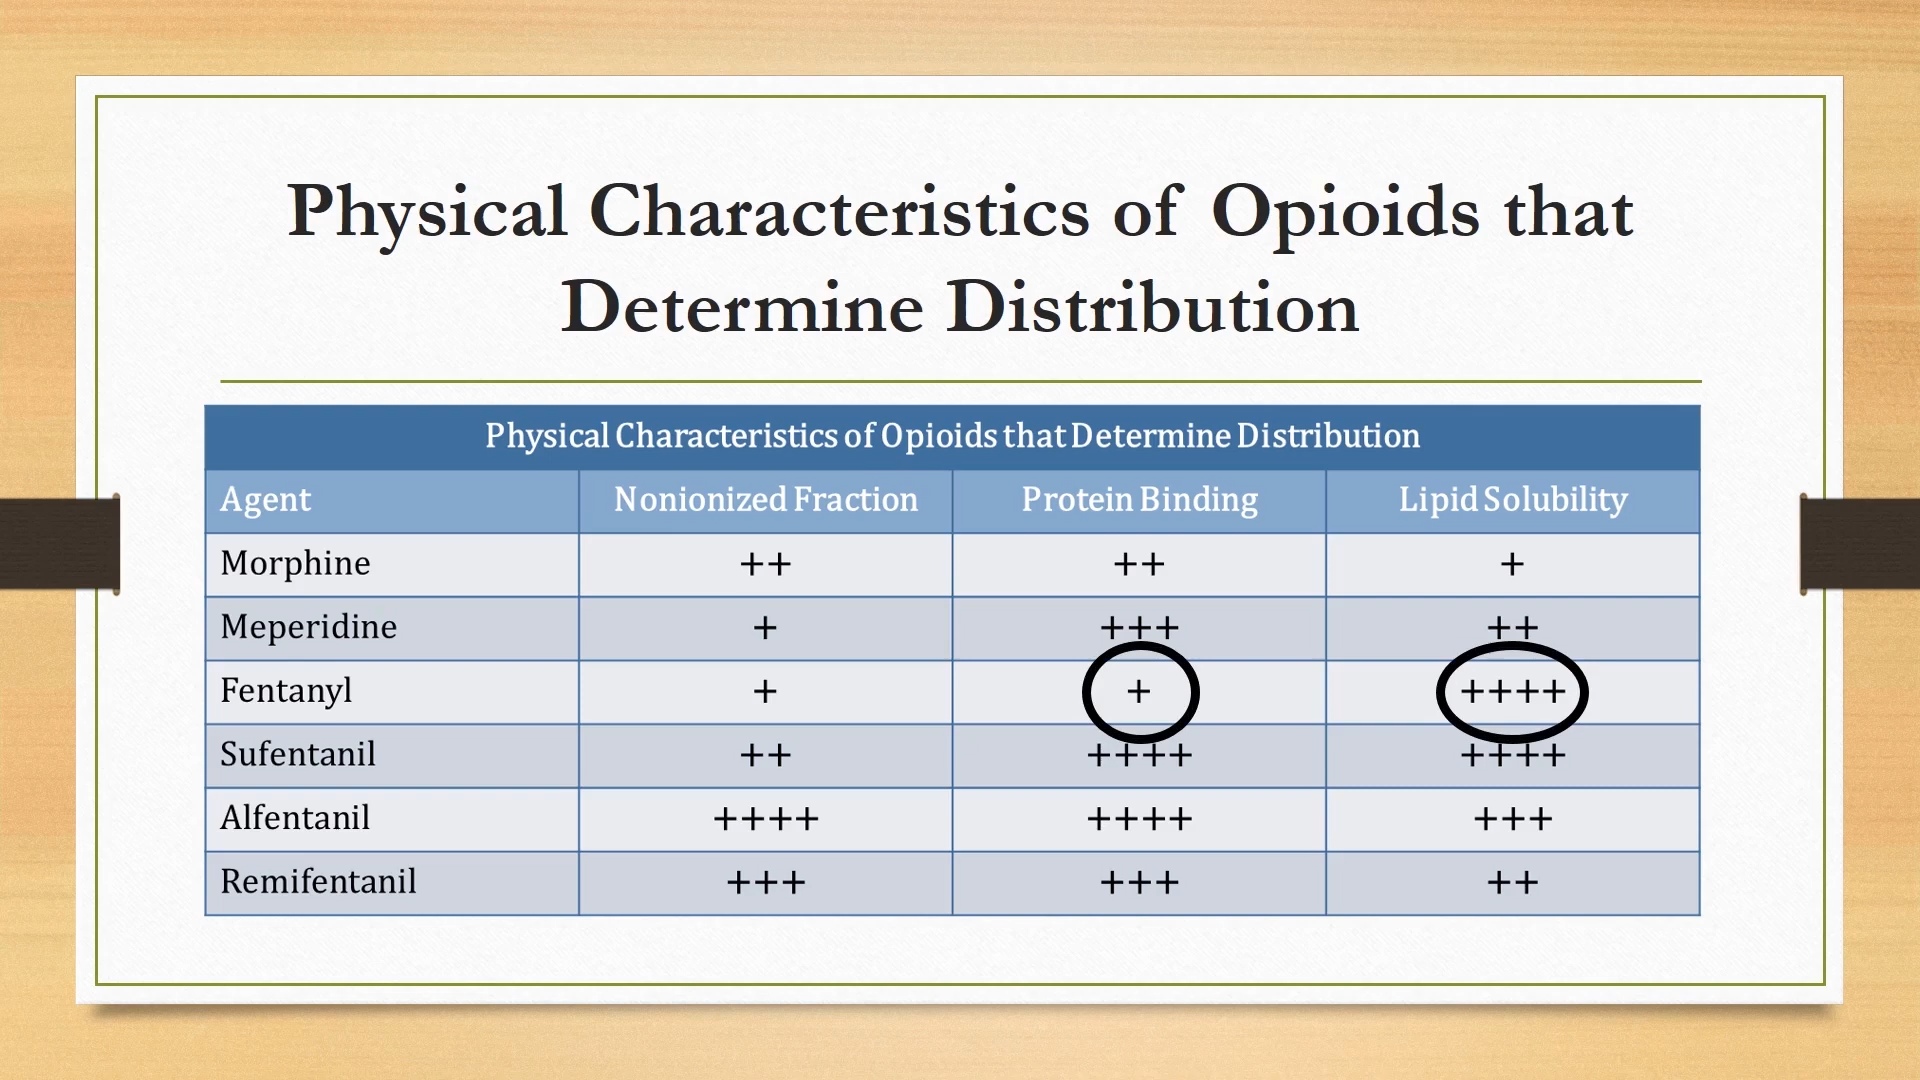 Physical Characteristics of Opioids that
Determine Distribution
Physical Characteristics of Opioids that Determine Distribution
Agent Nonionized Fraction Protein Binding Lipid Solubility
Morphine ++ ++ +
Meperidine + +++ ++
Fentanyl + + ++++
Sufentanil ++ ++++ ++++
Alfentanil ++++ ++++ +++
Remifentanil +++ +++ ++